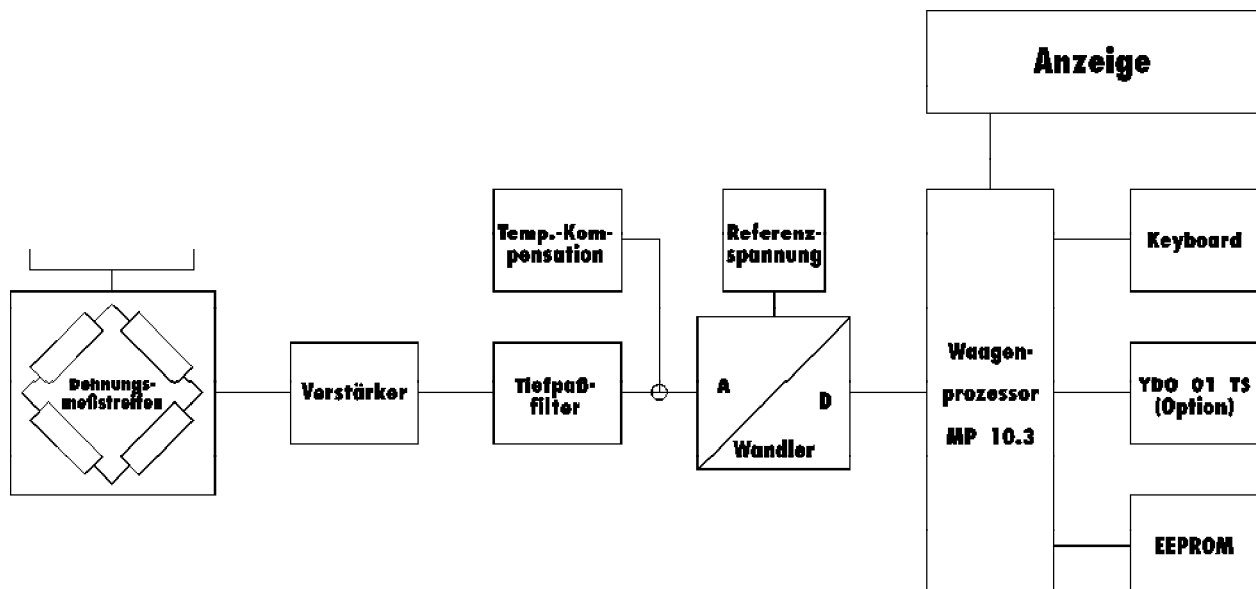 Anzeige
Temp.-Kom-
pensation
Referenz-
spannung
Keyboard
Dehnungs-
meßstreifen
Verstärker
Tiefpaß-
filter
A
D
Wandler
Waagen-
prozessor
MP 10.3
YDO 01 TS
(Option)
EEPROM